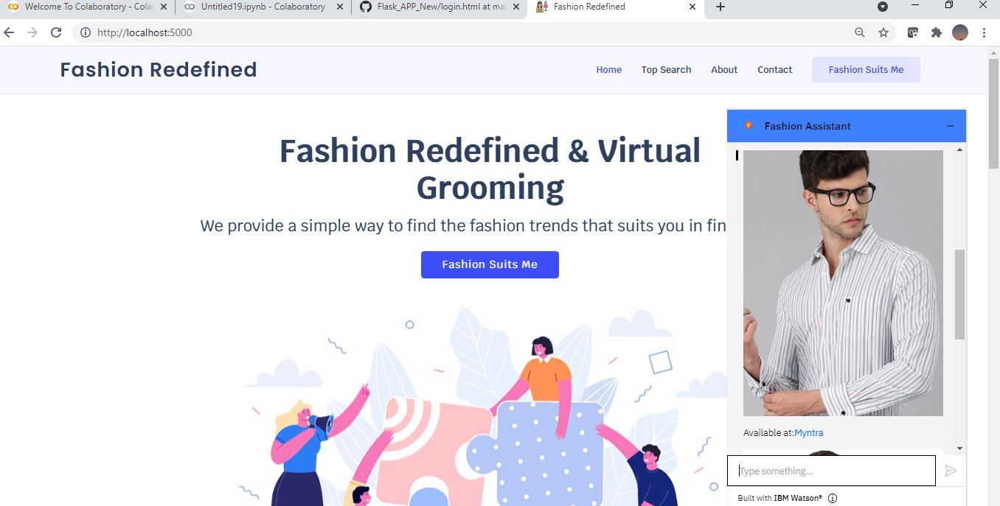 Welcome To Colaboratory - Colal
Untitled19.ipynb - Colaboratory
Flask_APP_New/login.html at ma
Fashion Redefined
http://localhost:5000
Fashion Redefined
Home
Top Search
About
Contact
Fashion Suits Me
Fashion Redefined & Virtual
Grooming
We provide a simple way to find the fashion trends that suits you in fin
Fashion Suits Me
Fashion Assistant
Available at:Myntra
Type something...
Built with IBM Watson®